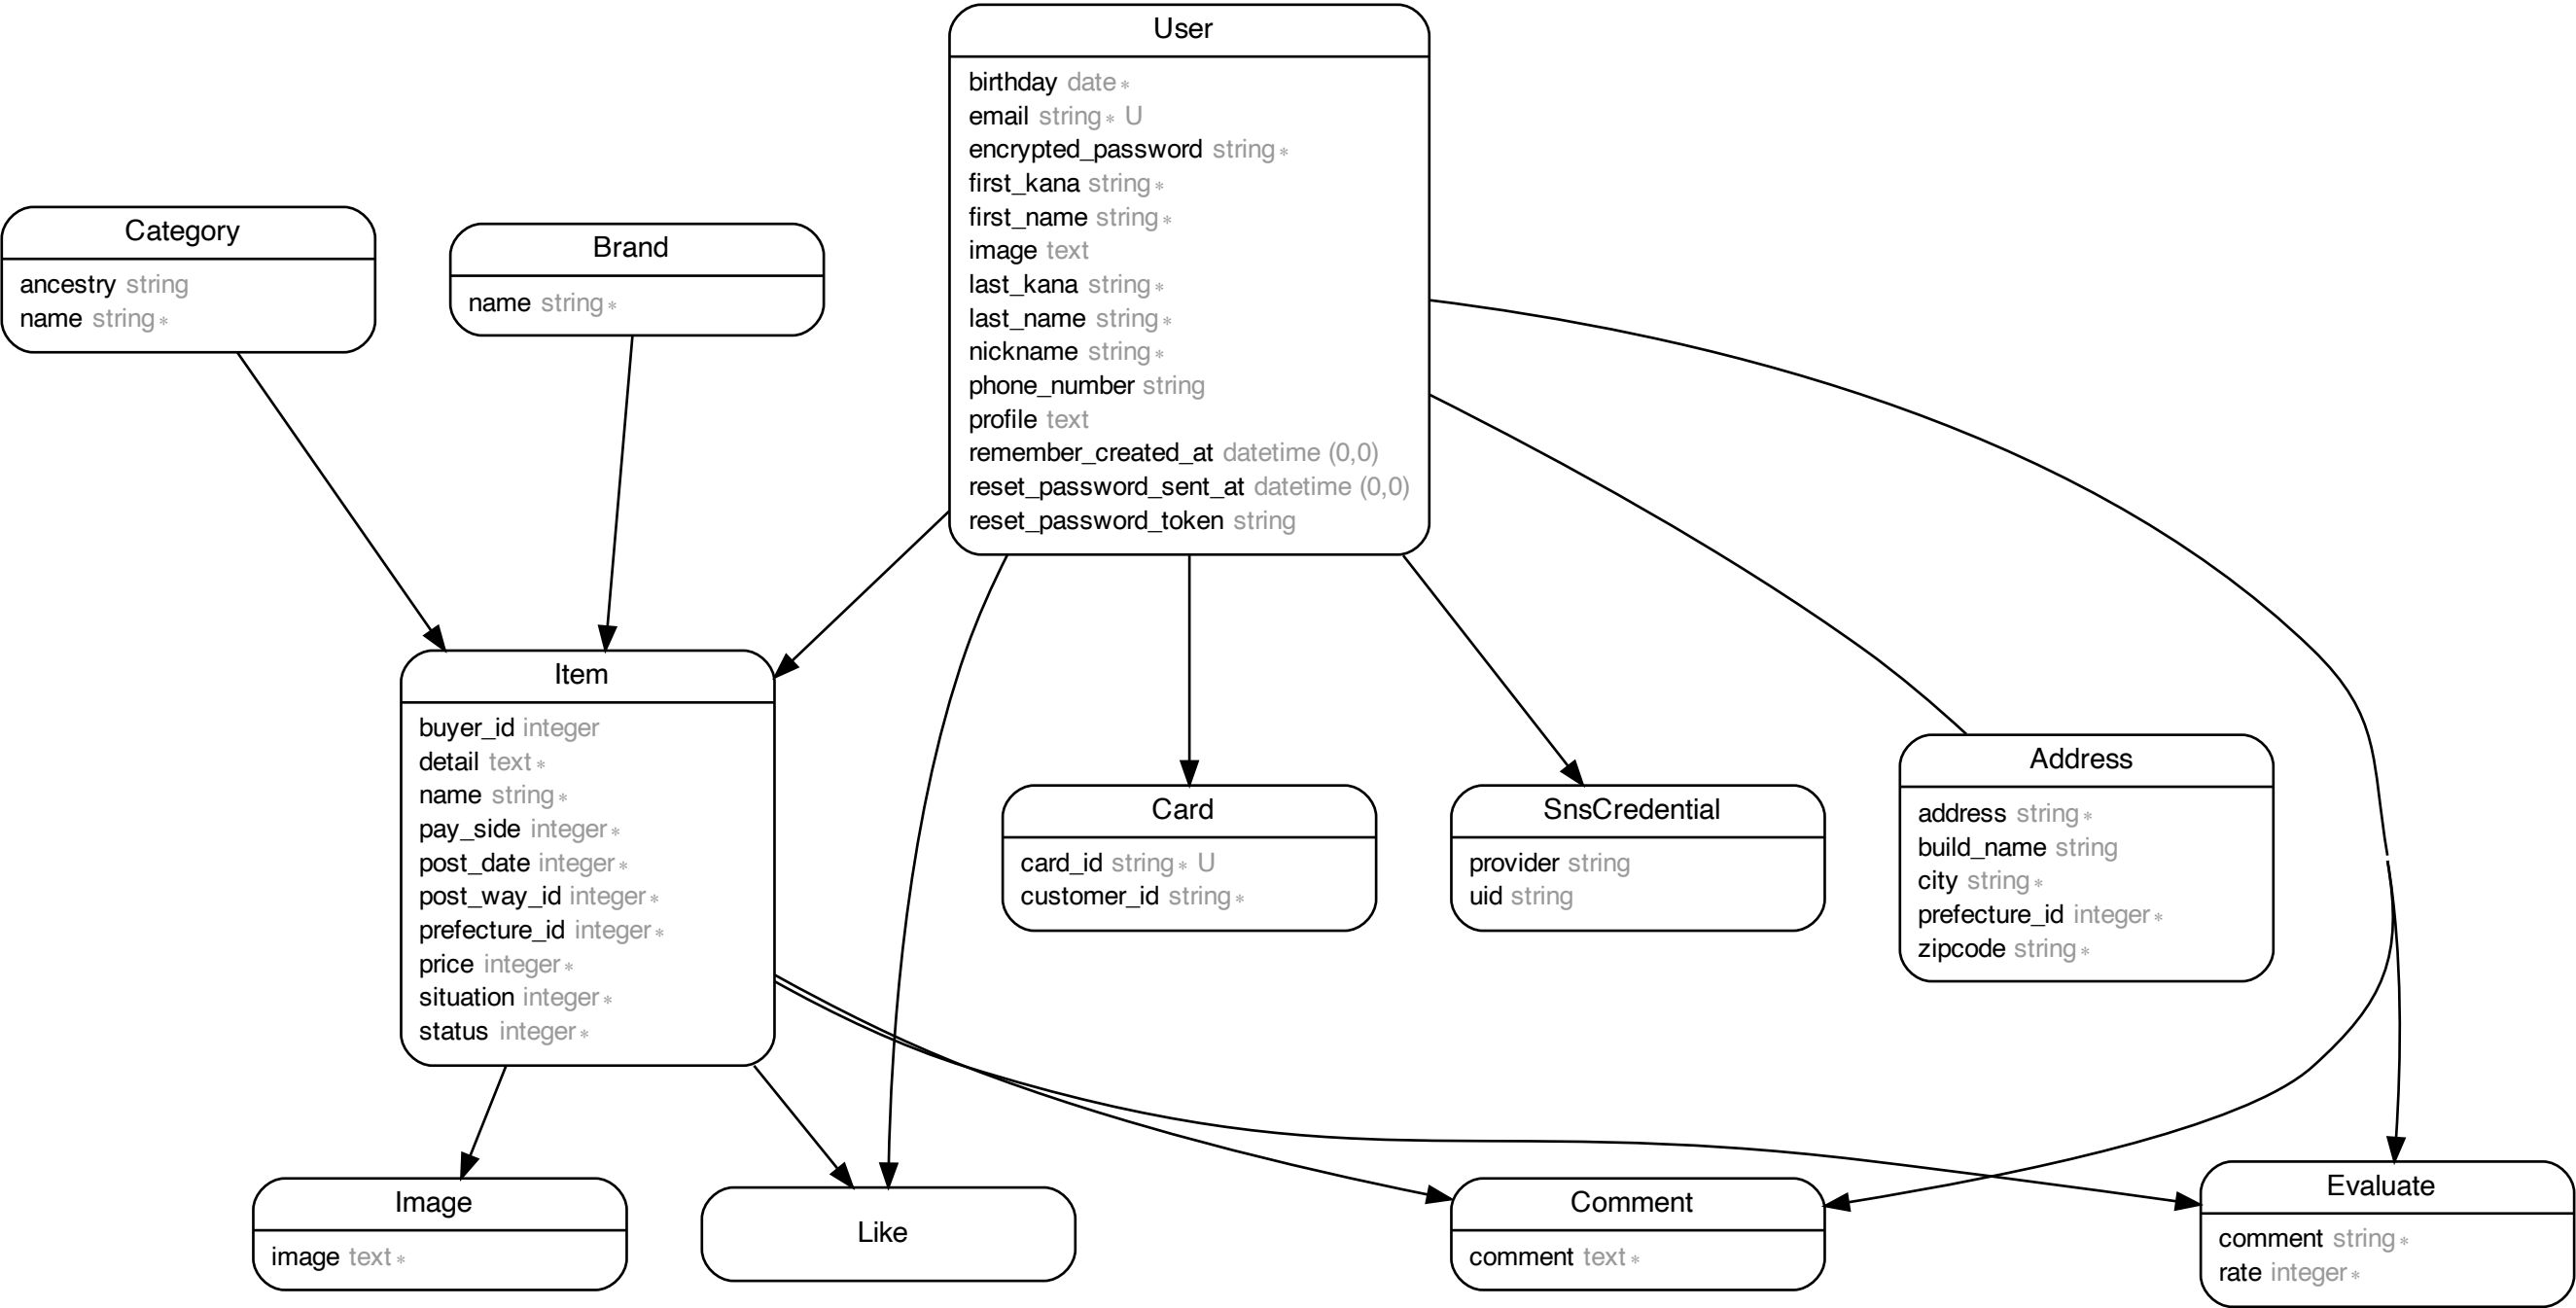 User
birthday date *
email string * U
encrypted_password string *
first_kana string *
first_name string *
image text
last_kana string *
last_name string *
nickname string *
phone_number string
profile text
remember_created_at datetime (0,0)
reset_password_sent_at datetime (0,0)
reset_password_token string
Category
ancestry string
name string *
Brand
name string *
Item
buyer_id integer
detail text *
name string *
pay_side integer *
post_date integer *
post_way_id integer *
prefecture_id integer *
price integer *
situation integer *
status integer *
Card
card_id string * U
customer_id string *
SnsCredential
provider string
uid string
Address
address string *
build_name string
city string *
prefecture_id integer *
zipcode string *
Image
image text *
Like
Comment
comment text *
Evaluate
comment string *
rate integer *